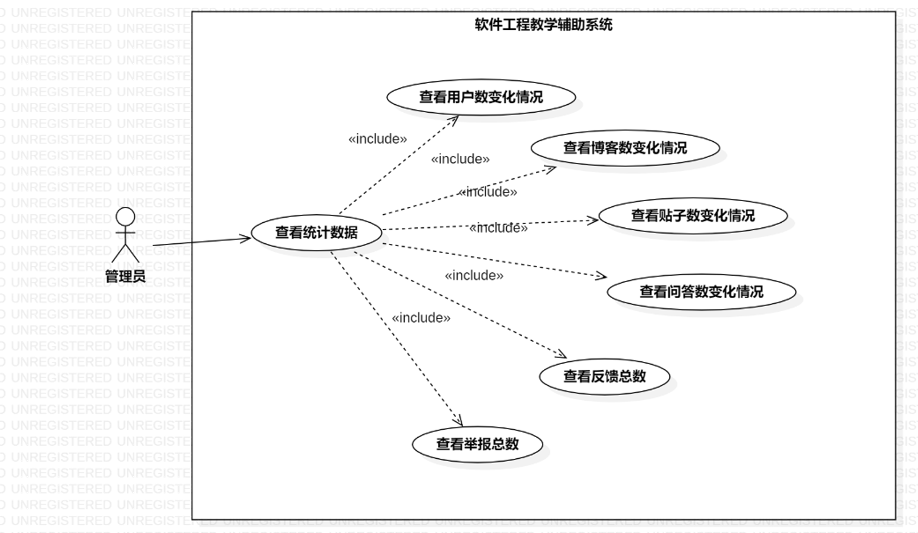 软件工程教学辅助系统
查看用户数变化情况
«include»
查看博客数变化情况
«include»
«include»
查看贴子数变化情况
«include»
查看统计数据
管理员
«include»
查看问答数变化情况
«include»
查看反馈总数
查看举报总数
UNREGISTERED UNREGISTERED